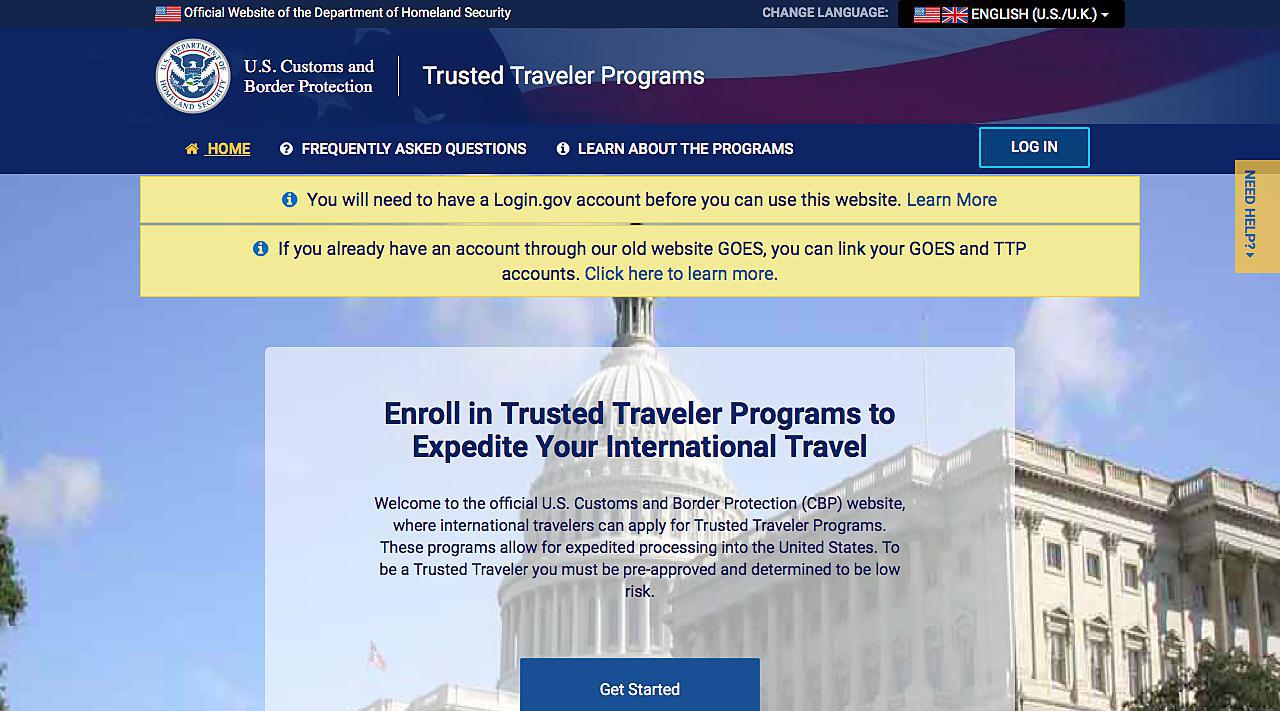 Official Website of the Department of Homeland Security
CHANGE LANGUAGE:
ENGLISH (U.S./U.K.)
U.S. DEPARTMENT OF HOMELAND SECURITY
U.S. Customs and
Border Protection
Trusted Traveler Programs
HOME
FREQUENTLY ASKED QUESTIONS
LEARN ABOUT THE PROGRAMS
LOG IN
NEED HELP?
You will need to have a Login.gov account before you can use this website. Learn More
If you already have an account through our old website GOES, you can link your GOES and TTP
accounts. Click here to learn more.
Enroll in Trusted Traveler Programs to
Expedite Your International Travel
Welcome to the official U.S. Customs and Border Protection (CBP) website,
where international travelers can apply for Trusted Traveler Programs.
These programs allow for expedited processing into the United States. To
be a Trusted Traveler you must be pre-approved and determined to be low
risk.
Get Started